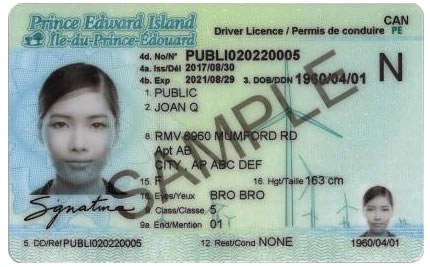 Prince Edward Island
Île-du-Prince-Édouard
Driver Licence / Permis de conduire
CAN
PE
4d. No/N° PUBLI020220005
4a. Iss/Dél 2017/08/30
4b. Exp 2021/08/29 3. DOB/DDN 1960/04/01
N
1. PUBLIC
2. JOAN Q
8. RMV 8960 MUMFORD RD
Apt AB
CITY, AP ABC DEF
15. F 16. Hgt/Taille 163 cm
Eyes/Yeux BRO BRO
9. Class/Classe 5
9a. End/Mention 01
SAMPLE
Signature
5. DD/Réf PUBLI020220005
12. Rest/Cond NONE
1960/04/01